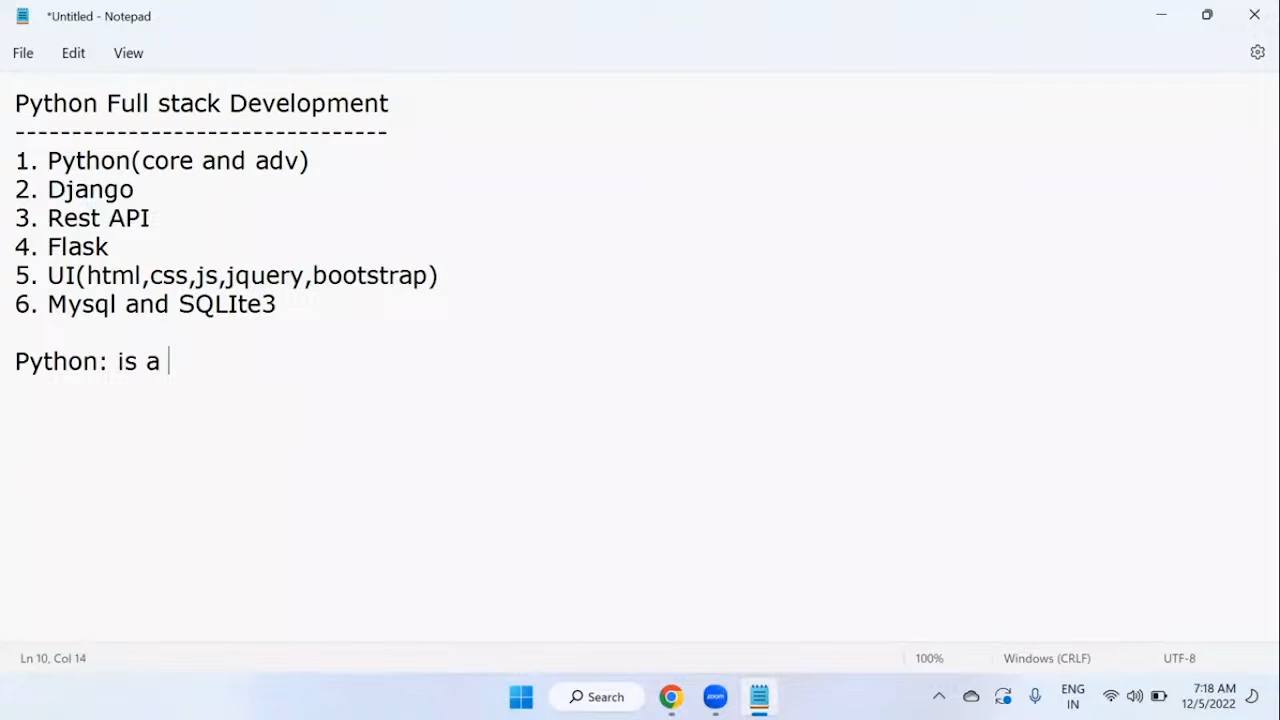 *Untitled - Notepad
File Edit View
Python Full stack Development
---------------------------------
1. Python(core and adv)
2. Django
3. Rest API
4. Flask
5. UI(html,css,js,jquery,bootstrap)
6. Mysql and SQLIte3
Python: is a
Ln 10, Col 14 100% Windows (CRLF) UTF-8
Search zoom ENG 7:18 AM
IN 12/5/2022